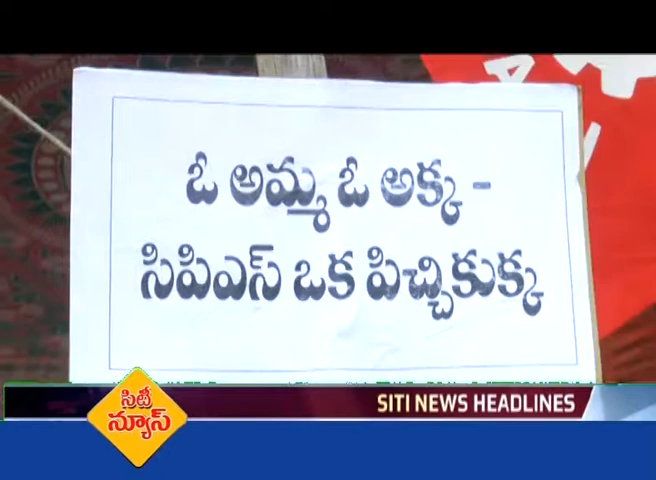 ఓ అమ్మ ఓ అక్క -
సిపిఎస్ ఒక పిచ్చికుక్క
SITI NEWS HEADLINES
సిటీ
న్యూస్